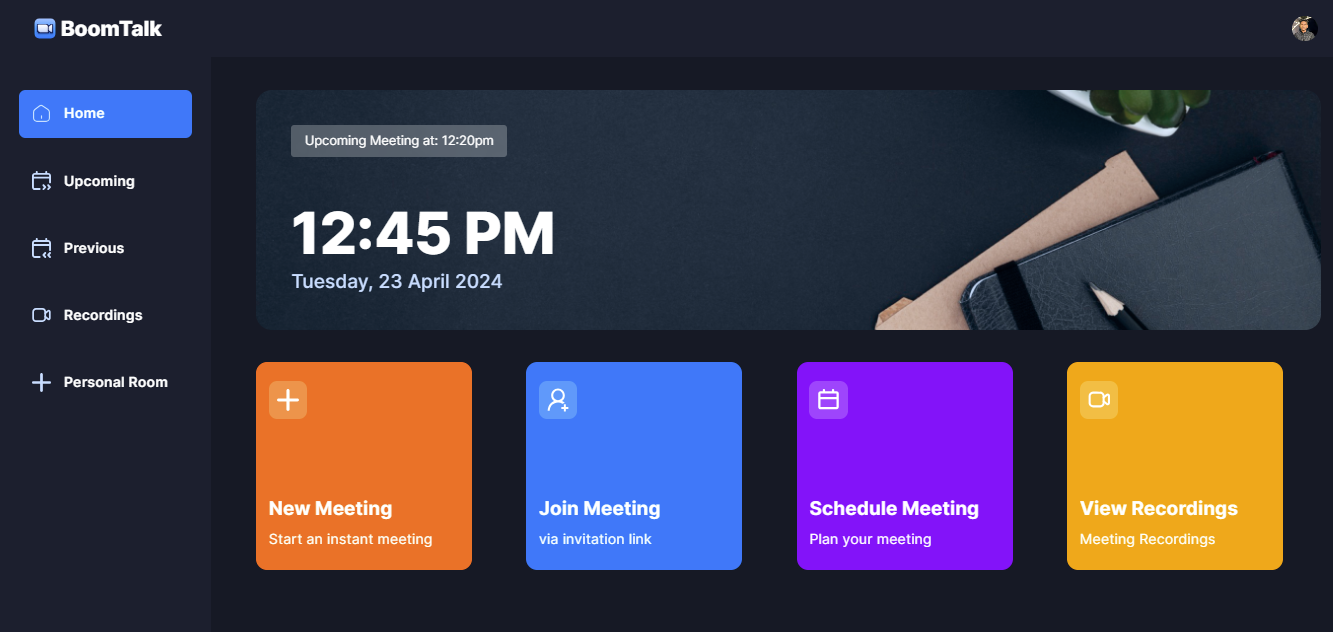 BoomTalk
Home
Upcoming
Previous
Recordings
Personal Room
Upcoming Meeting at: 12:20pm
12:45 PM
Tuesday, 23 April 2024
New Meeting
Start an instant meeting
Join Meeting
via invitation link
Schedule Meeting
Plan your meeting
View Recordings
Meeting Recordings